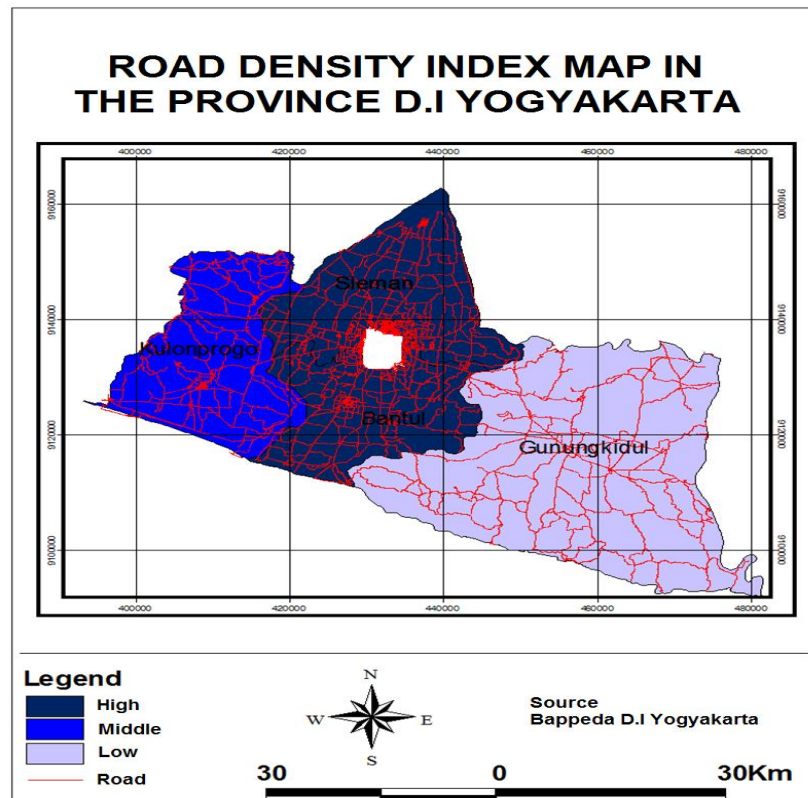 ROAD DENSITY INDEX MAP IN
THE PROVINCE D.I YOGYAKARTA
400000 420000 440000 460000 480000
9160000 9160000
Sleman
9140000 9140000
Kulonprogo
Bantul
9120000 9120000
Gunungkidul
9100000 9100000
400000 420000 440000 460000 480000
Legend
High
Middle
Low
Road
N
W E
S
Source
Bappeda D.I Yogyakarta
30 0 30Km